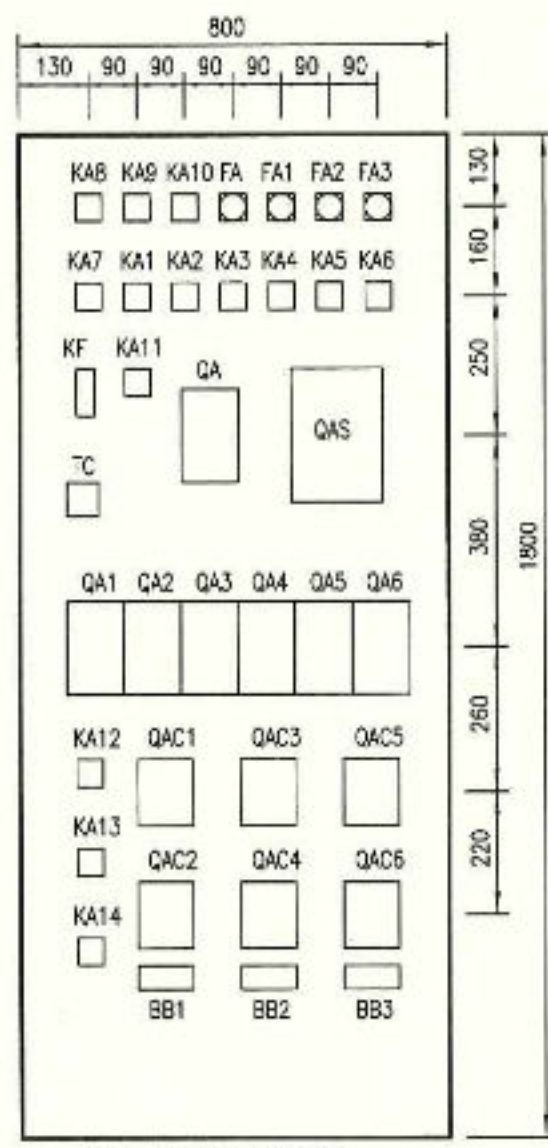 800
130 90 90 90 90 90 90
KA8 KA9 KA10 FA FA1 FA2 FA3
130
160
KA7 KA1 KA2 KA3 KA4 KA5 KA6
KF KA11 QA
250
QAS
TC
380
1800
QA1 QA2 QA3 QA4 QA5 QA6
260
KA12 QAC1 QAC3 QAC5
KA13 QAC2 QAC4 QAC6
220
KA14
BB1 BB2 BB3